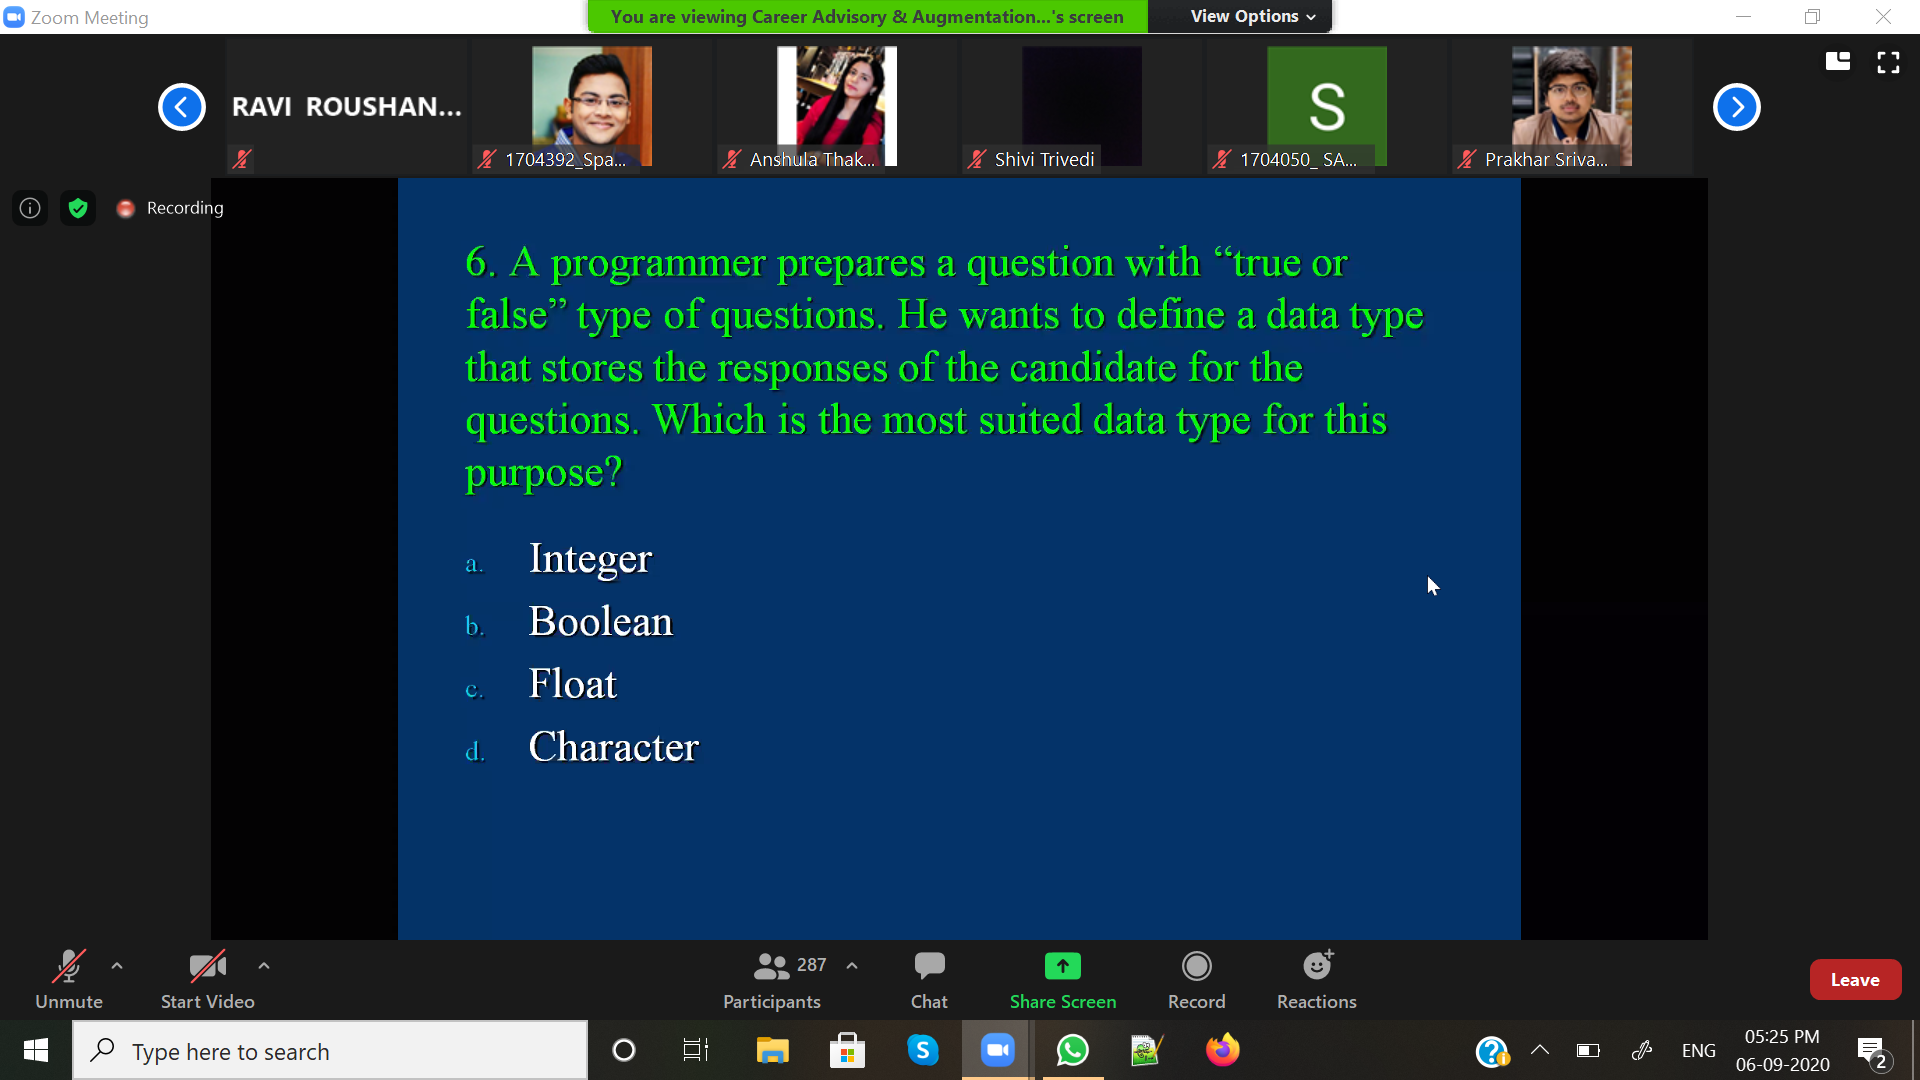 Zoom Meeting
You are viewing Career Advisory & Augmentation...'s screen
View Options
RAVI ROUSHAN...
1704392_Spa...
Anshula Thak...
Shivi Trivedi
S
1704050_ SA...
Prakhar Sriva...
Recording
6. A programmer prepares a question with “true or
false” type of questions. He wants to define a data type
that stores the responses of the candidate for the
questions. Which is the most suited data type for this
purpose?
a. Integer
b. Boolean
c. Float
d. Character
Unmute
Start Video
287
Participants
Chat
Share Screen
Record
Reactions
Leave
Type here to search
S
ENG
05:25 PM
06-09-2020
2